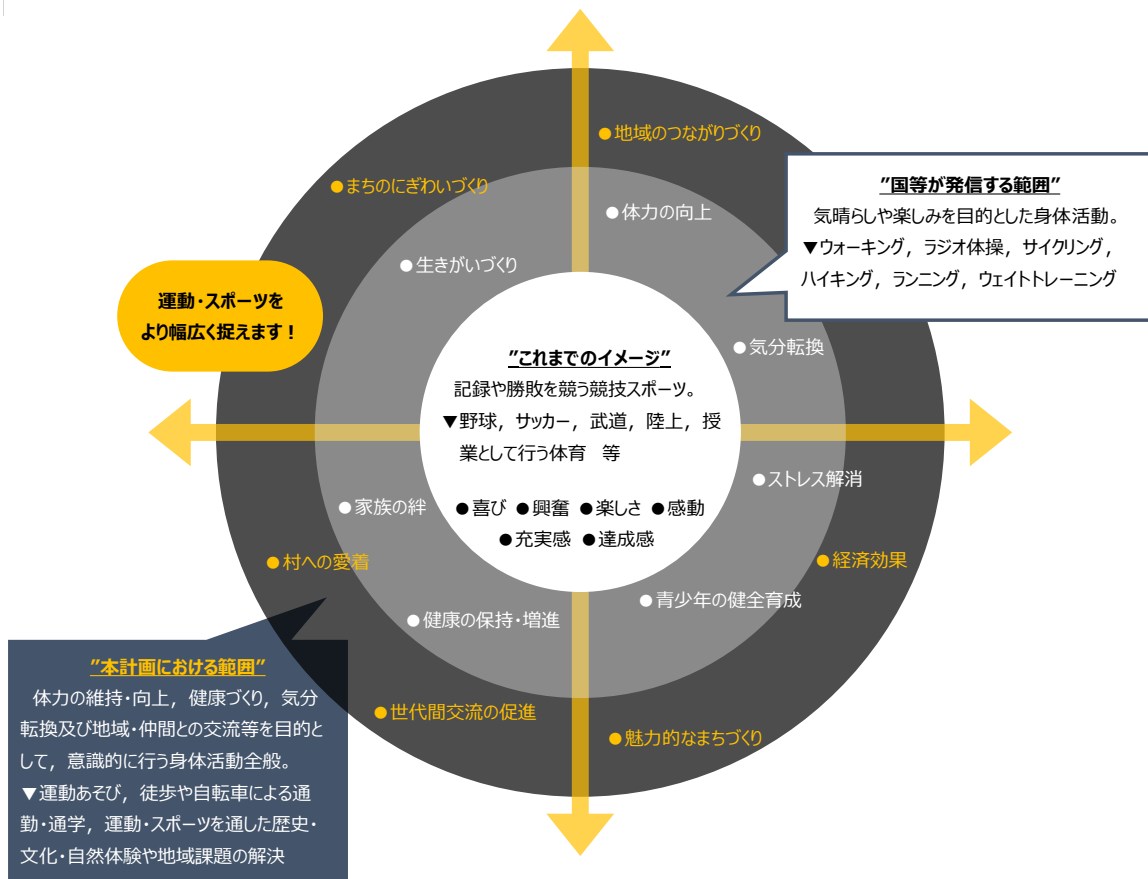 ●地域のつながりづくり
●まちのにぎわいづくり
”国等が発信する範囲”
気晴らしや楽しみを目的とした身体活動。
▼ウォーキング，ラジオ体操，サイクリング，
ハイキング，ランニング，ウェイトトレーニング
●体力の向上
●生きがいづくり
運動・スポーツを
より幅広く捉えます！
●気分転換
”これまでのイメージ”
記録や勝敗を競う競技スポーツ。
▼野球，サッカー，武道，陸上，授
業として行う体育　等
●喜び ●興奮 ●楽しさ ●感動
●充実感 ●達成感
●ストレス解消
●家族の絆
●村への愛着
●経済効果
●青少年の健全育成
●健康の保持・増進
”本計画における範囲”
体力の維持・向上，健康づくり，気分
転換及び地域・仲間との交流等を目的と
して，意識的に行う身体活動全般。
▼運動あそび，徒歩や自転車による通
勤・通学，運動・スポーツを通した歴史・
文化・自然体験や地域課題の解決
●世代間交流の促進
●魅力的なまちづくり